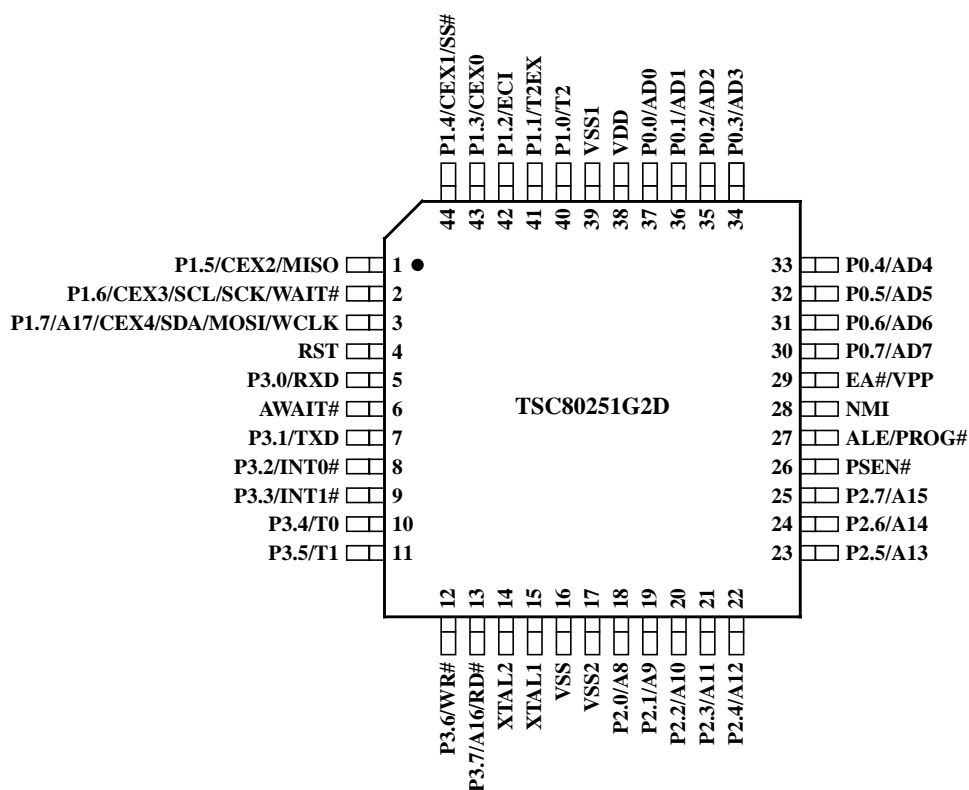 P1.4/CEX1/SS#
P1.3/CEX0
P1.2/ECI
P1.1/T2EX
P1.0/T2
VSS1
VDD
P0.0/AD0
P0.1/AD1
P0.2/AD2
P0.3/AD3
44
43
42
41
40
39
38
37
36
35
34
P1.5/CEX2/MISO 1
P1.6/CEX3/SCL/SCK/WAIT# 2
P1.7/A17/CEX4/SDA/MOSI/WCLK 3
RST 4
P3.0/RXD 5
AWAIT# 6
P3.1/TXD 7
P3.2/INT0# 8
P3.3/INT1# 9
P3.4/T0 10
P3.5/T1 11
TSC80251G2D
33 P0.4/AD4
32 P0.5/AD5
31 P0.6/AD6
30 P0.7/AD7
29 EA#/VPP
28 NMI
27 ALE/PROG#
26 PSEN#
25 P2.7/A15
24 P2.6/A14
23 P2.5/A13
12
13
14
15
16
17
18
19
20
21
22
P3.6/WR#
P3.7/A16/RD#
XTAL2
XTAL1
VSS
VSS2
P2.0/A8
P2.1/A9
P2.2/A10
P2.3/A11
P2.4/A12